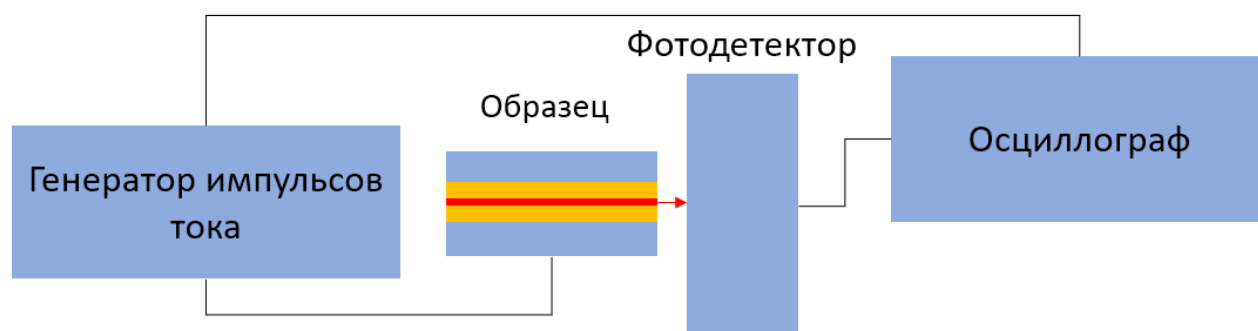 Фотодетектор
Образец
Осциллограф
Генератор импульсов
тока